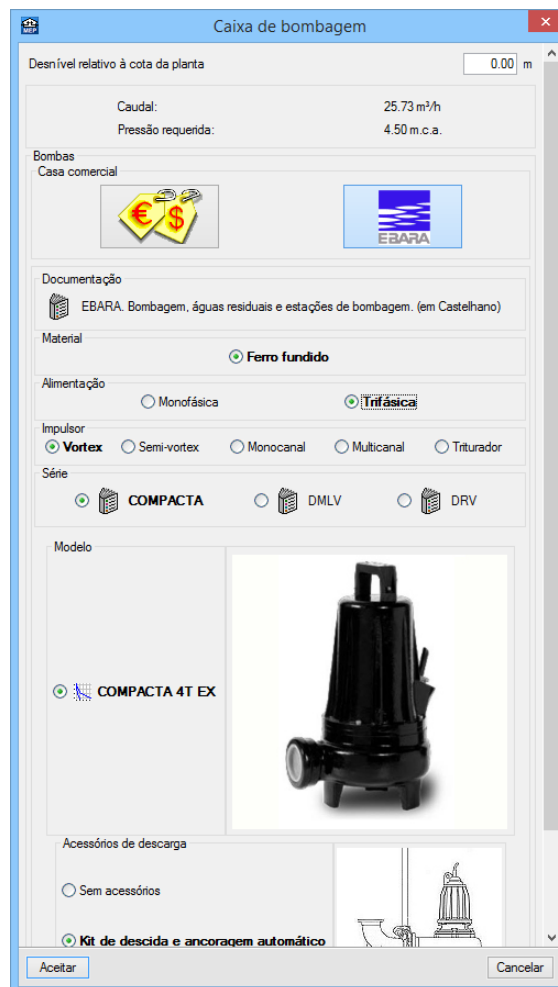 MEP
Caixa de bombagem
Desnível relativo à cota da planta 0.00 m
Caudal: 25.73 m³/h
Pressão requerida: 4.50 m.c.a.
Bombas
Casa comercial
€ $
EBARA
Documentação
EBARA. Bombagem, águas residuais e estações de bombagem. (em Castelhano)
Material
Ferro fundido
Alimentação
Monofásica Trifásica
Impulsor
Vortex Semi-vortex Monocanal Multicanal Triturador
Série
COMPACTA DMLV DRV
Modelo
COMPACTA 4T EX
Acessórios de descarga
Sem acessórios
Kit de descida e ancoragem automático
Aceitar Cancelar